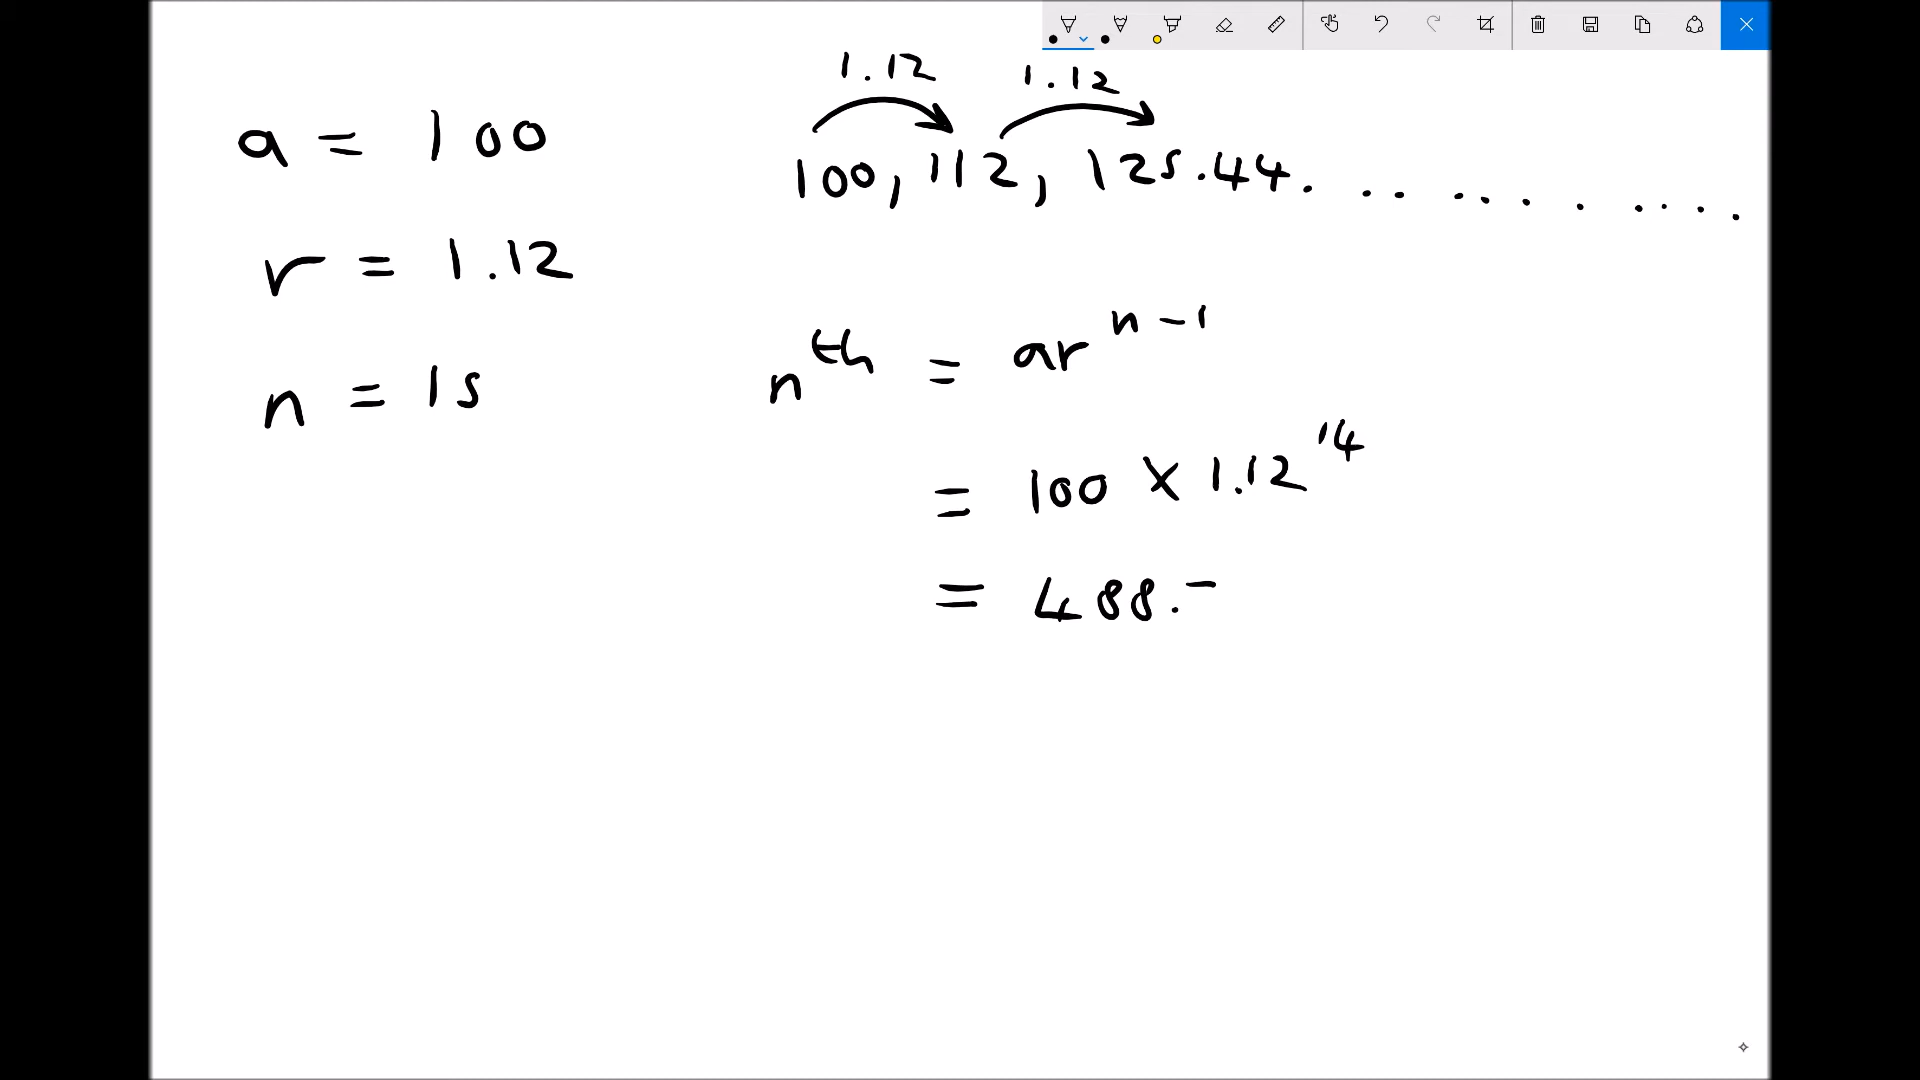 a = 100
r = 1.12
n = 15
1.12 1.12
100, 112, 125.44. . . . . . . . . . . .
nth = ar^n-1
= 100 × 1.12^14
= 488.